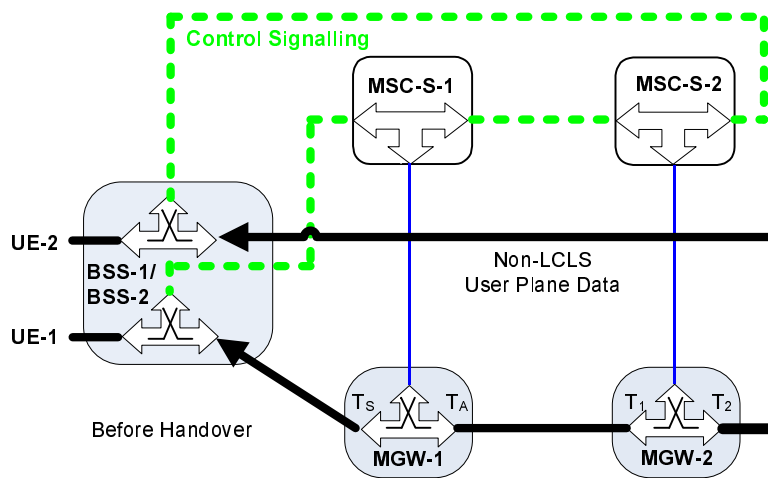 Control Signalling
MSC-S-1
MSC-S-2
UE-2
BSS-1/
BSS-2
Non-LCLS
User Plane Data
UE-1
TS
TA
T1
T2
Before Handover
MGW-1
MGW-2